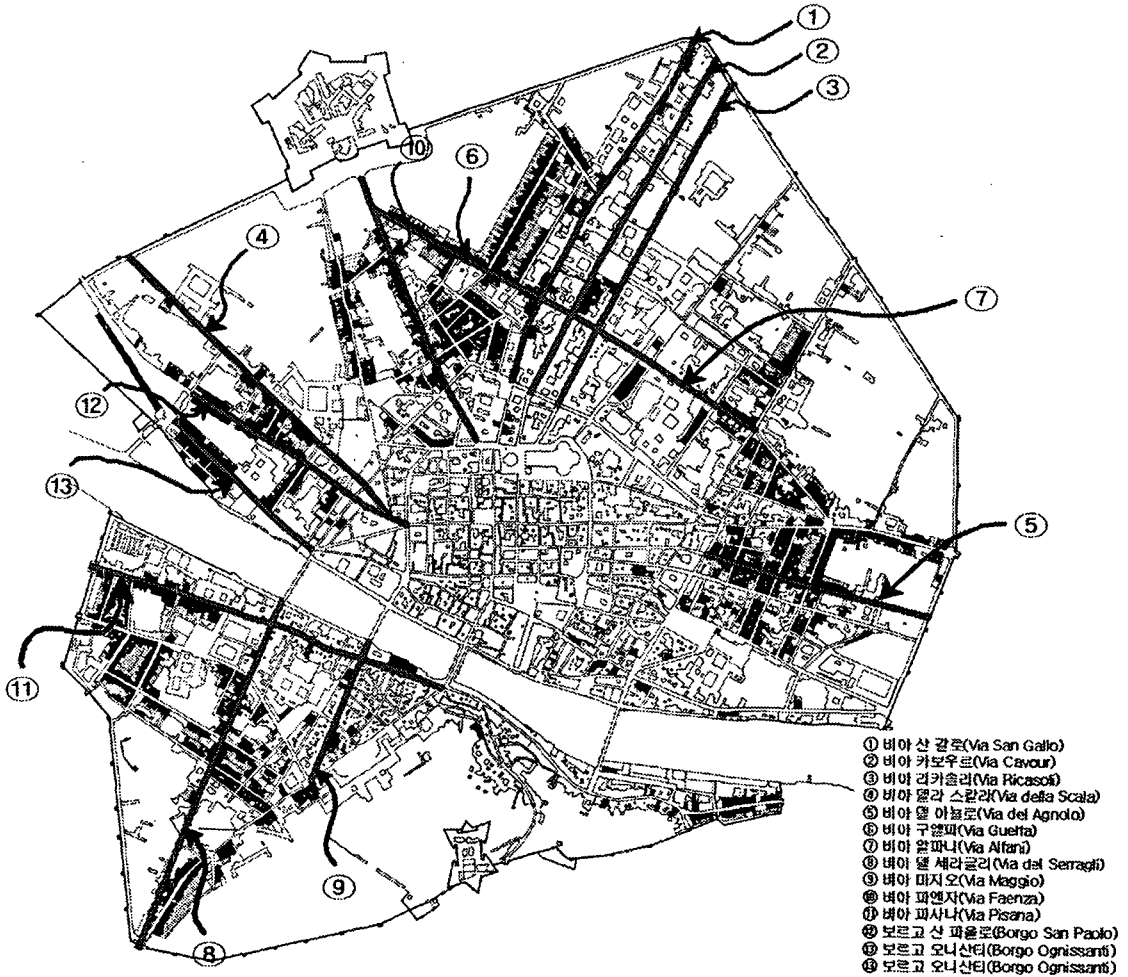 ①
②
③
⑩
⑥
④
⑦
⑫
⑬
⑤
⑪
⑨
⑧
① 비아 산 갈로(Via San Gallo)
② 비아 카보우르(Via Cavour)
③ 비아 리카솔리(Via Ricasoli)
④ 비아 델라 스칼라(Via della Scala)
⑤ 비아 델 아뇰로(Via del Agnolo)
⑥ 비아 구엘파(Via Guelfa)
⑦ 비아 알파니(Via Alfani)
⑧ 비아 델 세라글리(Via del Serragli)
⑨ 비아 마지오(Via Maggio)
⑩ 비아 파엔자(Via Faenza)
⑪ 비아 피사나(Via Pisana)
⑫ 보르고 산 파올로(Borgo San Paolo)
⑬ 보르고 오니산티(Borgo Ognissanti)
⑬ 보르고 오니산티(Borgo Ognissanti)